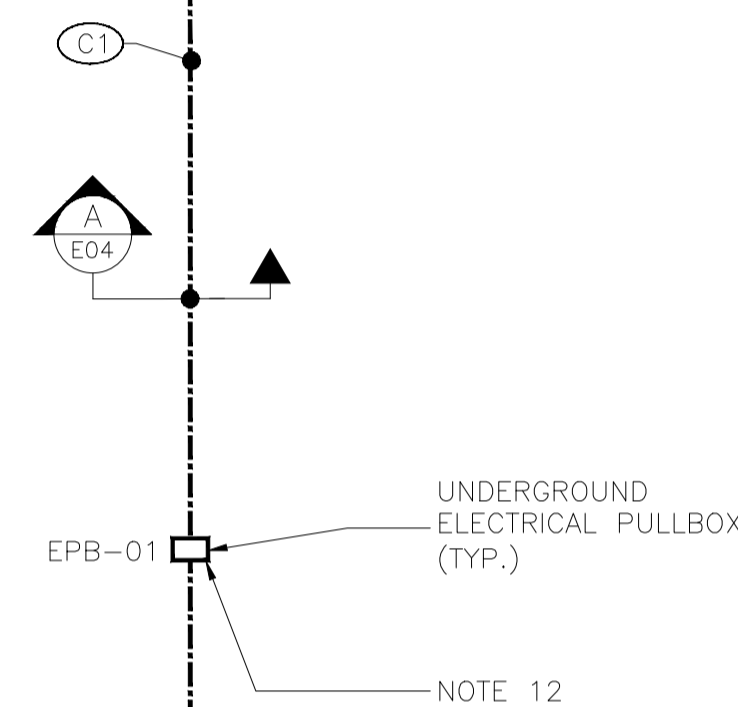 C1
A
E04
UNDERGROUND
ELECTRICAL PULLBOX
(TYP.)
EPB-01
NOTE 12